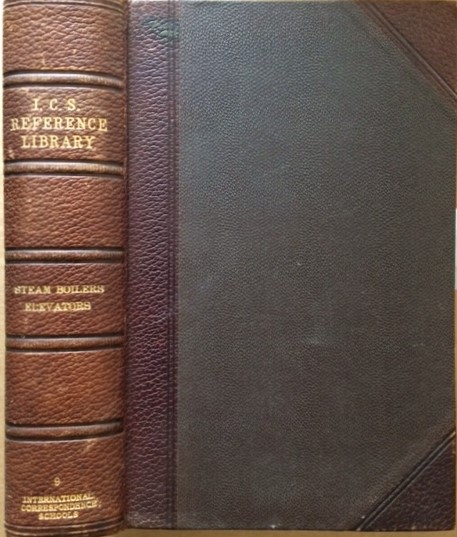 I. C. S.
REFERENCE
LIBRARY
STEAM BOILERS
ELEVATORS
9
INTERNATIONAL
CORRESPONDENCE
SCHOOLS